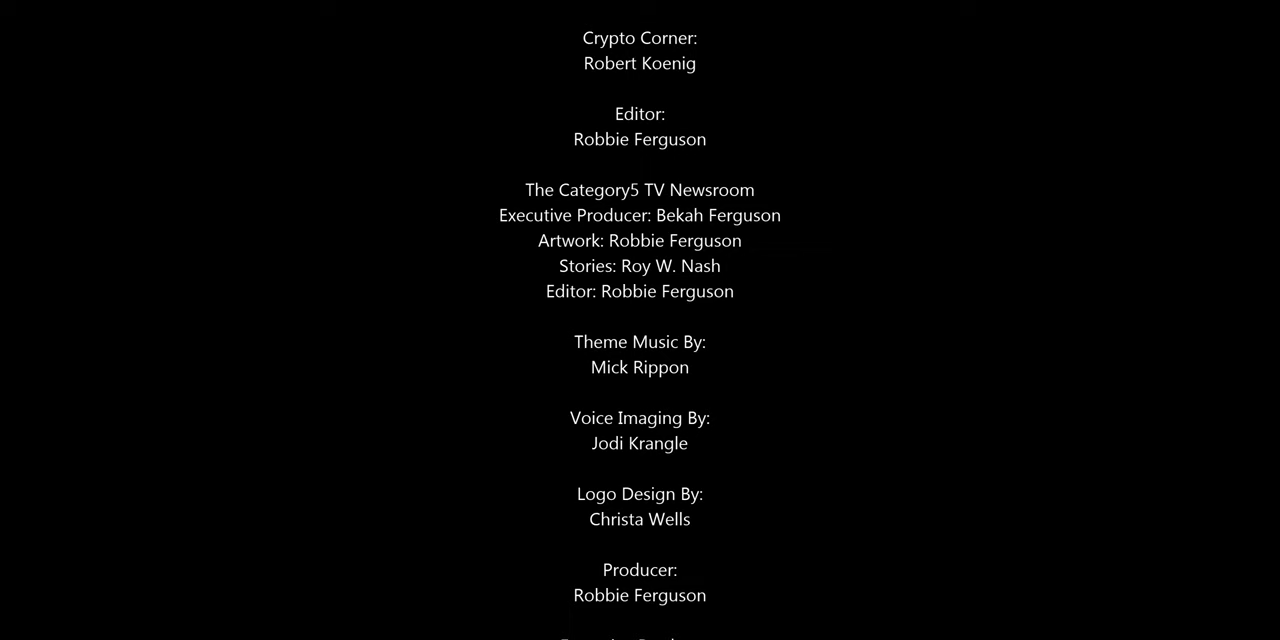 Crypto Corner:
Robert Koenig
Editor:
Robbie Ferguson
The Category5 TV Newsroom
Executive Producer: Bekah Ferguson
Artwork: Robbie Ferguson
Stories: Roy W. Nash
Editor: Robbie Ferguson
Theme Music By:
Mick Rippon
Voice Imaging By:
Jodi Krangle
Logo Design By:
Christa Wells
Producer:
Robbie Ferguson